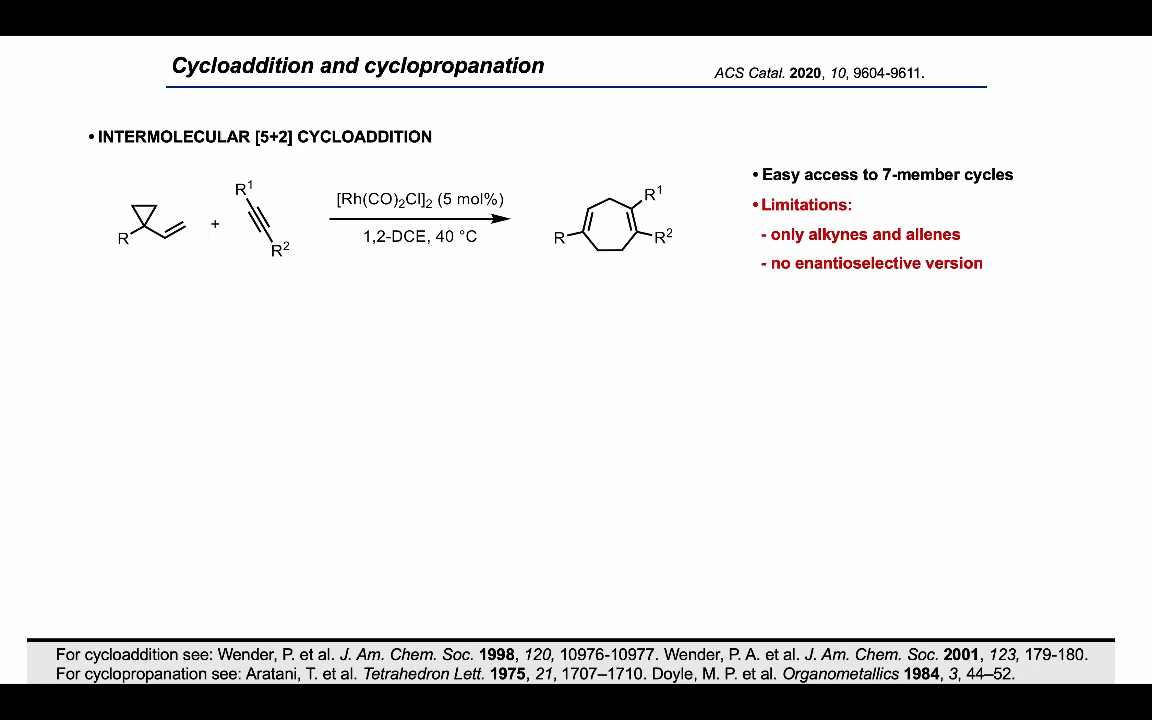 Cycloaddition and cyclopropanation
ACS Catal. 2020, 10, 9604-9611.
• INTERMOLECULAR [5+2] CYCLOADDITION
R
+
R1
R2
[Rh(CO)2Cl]2 (5 mol%)
1,2-DCE, 40 °C
R
R1
R2
• Easy access to 7-member cycles
• Limitations:
- only alkynes and allenes
- no enantioselective version
For cycloaddition see: Wender, P. et al. J. Am. Chem. Soc. 1998, 120, 10976-10977. Wender, P. A. et al. J. Am. Chem. Soc. 2001, 123, 179-180.
For cyclopropanation see: Aratani, T. et al. Tetrahedron Lett. 1975, 21, 1707–1710. Doyle, M. P. et al. Organometallics 1984, 3, 44–52.